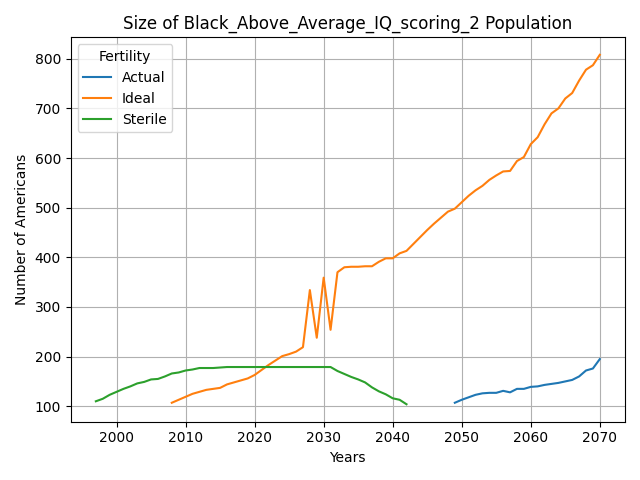 Size of Black_Above_Average_IQ_scoring_2 Population
Fertility
Actual
Ideal
Sterile
Number of Americans
800
700
600
500
400
300
200
100
2000 2010 2020 2030 2040 2050 2060 2070
Years